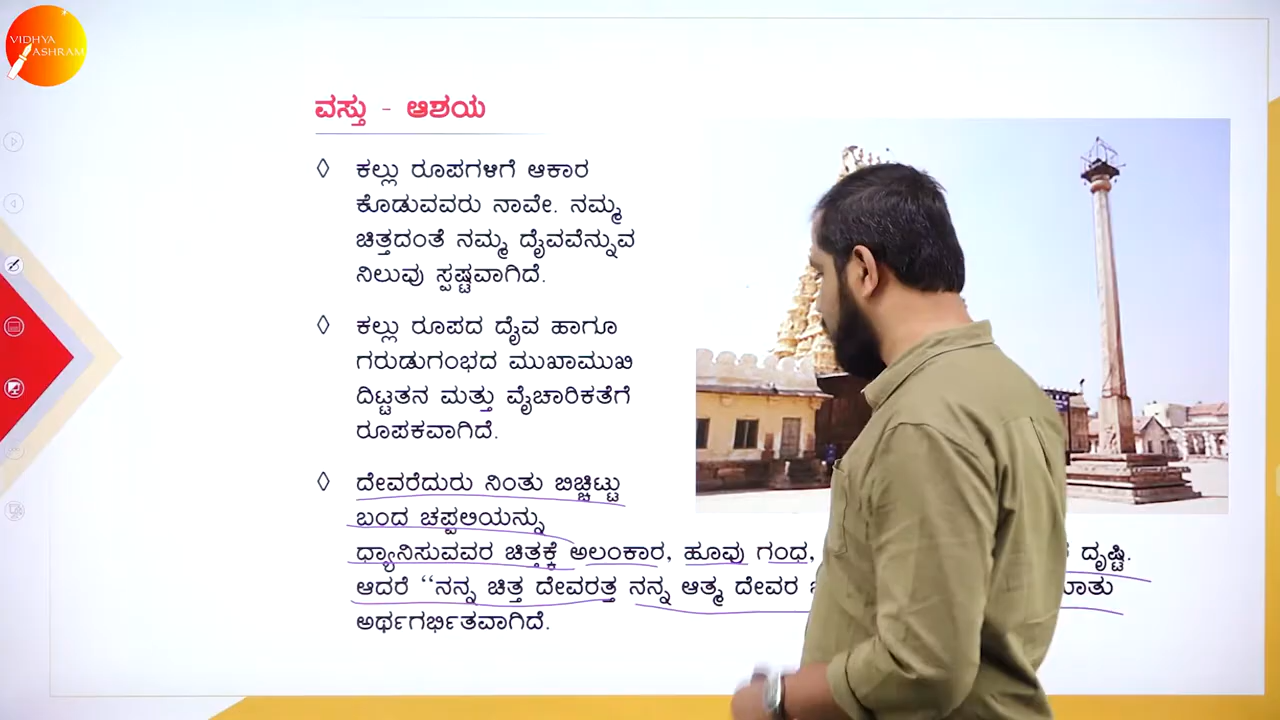 VIDHYA
ASHRAM
ವಸ್ತು - ಆಶಯ
◊ ಕಲ್ಲು ರೂಪಗಳಿಗೆ ಆಕಾರ
ಕೊಡುವವರು ನಾವೇ. ನಮ್ಮ
ಚಿತ್ತದಂತೆ ನಮ್ಮ ದೈವವೆನ್ನುವ
ನಿಲುವು ಸ್ಪಷ್ಟವಾಗಿದೆ.
◊ ಕಲ್ಲು ರೂಪದ ದೈವ ಹಾಗೂ
ಗರುಡುಗಂಭದ ಮುಖಾಮುಖಿ
ದಿಟ್ಟತನ ಮತ್ತು ವೈಚಾರಿಕತೆಗೆ
ರೂಪಕವಾಗಿದೆ.
◊ ದೇವರೆದುರು ನಿಂತು ಬಿಚ್ಚಿಟ್ಟು
ಬಂದ ಚಪ್ಪಲಿಯನ್ನು
ಧ್ಯಾನಿಸುವವರ ಚಿತ್ತಕ್ಕೆ ಅಲಂಕಾರ, ಹೂವು ಗಂಧ, ದೃಷ್ಟಿ.
ಆದರೆ “ನನ್ನ ಚಿತ್ತ ದೇವರತ್ತ ನನ್ನ ಆತ್ಮ ದೇವರ
ಅರ್ಥಗರ್ಭಿತವಾಗಿದೆ.